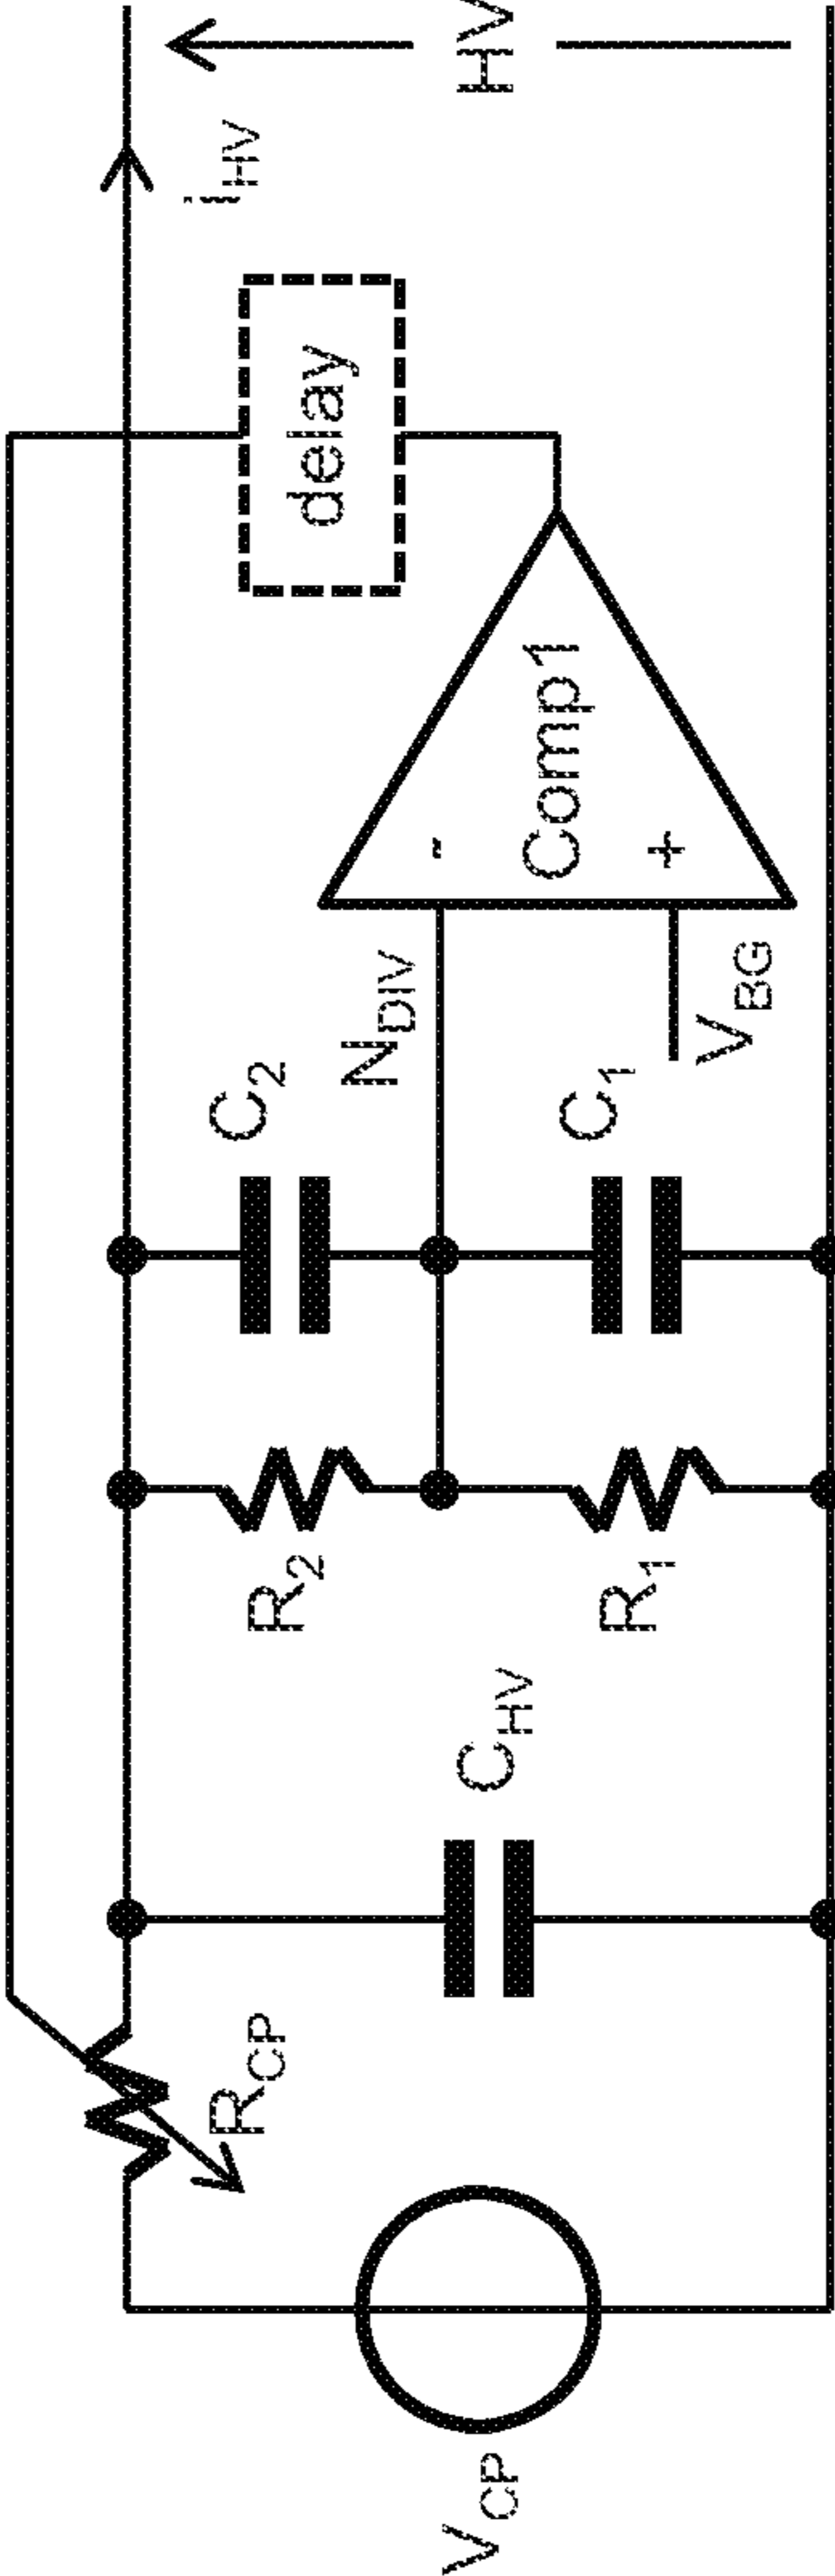 V_CP
R_CP
C_HV
R_2
R_1
C_2
C_1
N_DIV
V_BG
-
+
Comp1
delay
i_HV
HV